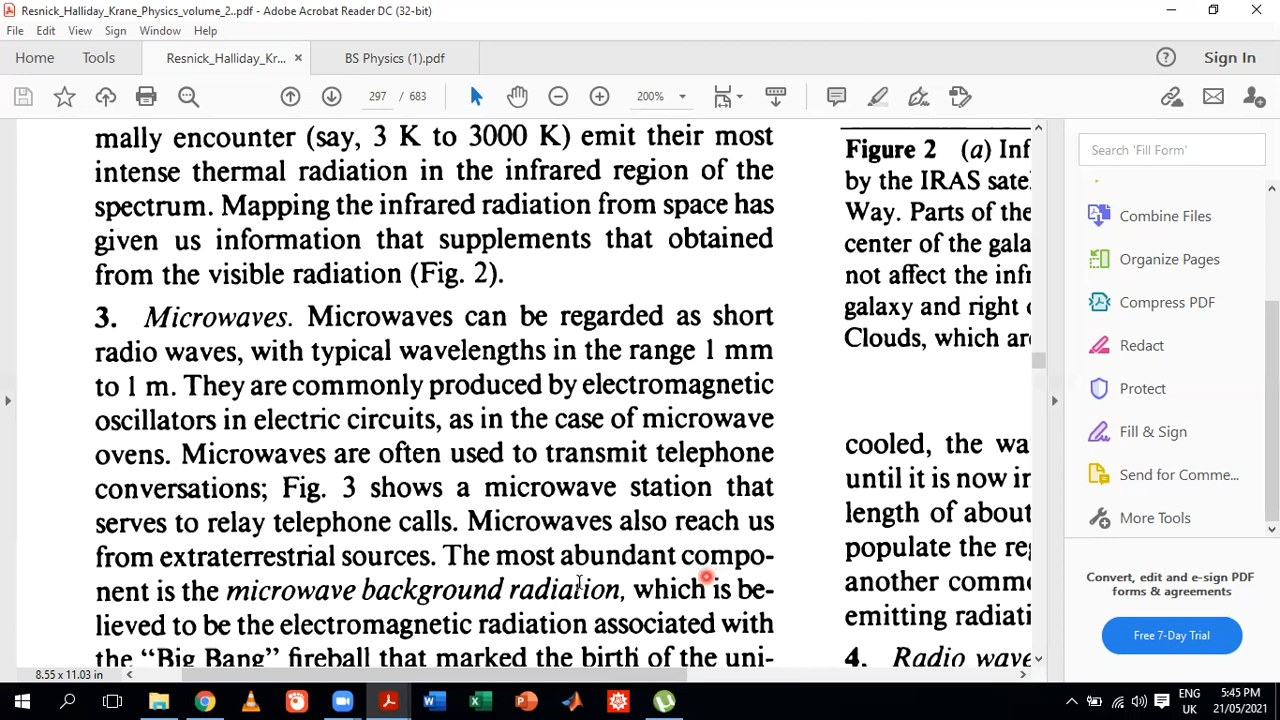 Resnick_Halliday_Krane_Physics_volume_2..pdf - Adobe Acrobat Reader DC (32-bit)
File Edit View Sign Window Help
Home Tools Resnick_Halliday_Kr... BS Physics (1).pdf Sign In
297 / 683 200%
mally encounter (say, 3 K to 3000 K) emit their most
intense thermal radiation in the infrared region of the
spectrum. Mapping the infrared radiation from space has
given us information that supplements that obtained
from the visible radiation (Fig. 2).
3. Microwaves. Microwaves can be regarded as short
radio waves, with typical wavelengths in the range 1 mm
to 1 m. They are commonly produced by electromagnetic
oscillators in electric circuits, as in the case of microwave
ovens. Microwaves are often used to transmit telephone
conversations; Fig. 3 shows a microwave station that
serves to relay telephone calls. Microwaves also reach us
from extraterrestrial sources. The most abundant compo-
nent is the microwave background radiation, which is be-
lieved to be the electromagnetic radiation associated with
the "Big Bang" fireball that marked the birth of the uni-
Figure 2 (a) Inf
by the IRAS sate
Way. Parts of the
center of the gala
not affect the infr
galaxy and right o
Clouds, which are
cooled, the wa
until it is now in
length of about
populate the reg
another commo
emitting radiati
4. Radio wave
Search 'Fill Form'
Combine Files
Organize Pages
Compress PDF
Redact
Protect
Fill & Sign
Send for Comme...
More Tools
Convert, edit and e-sign PDF
forms & agreements
Free 7-Day Trial
8.55 x 11.03 in
ENG 5:45 PM
UK 21/05/2021